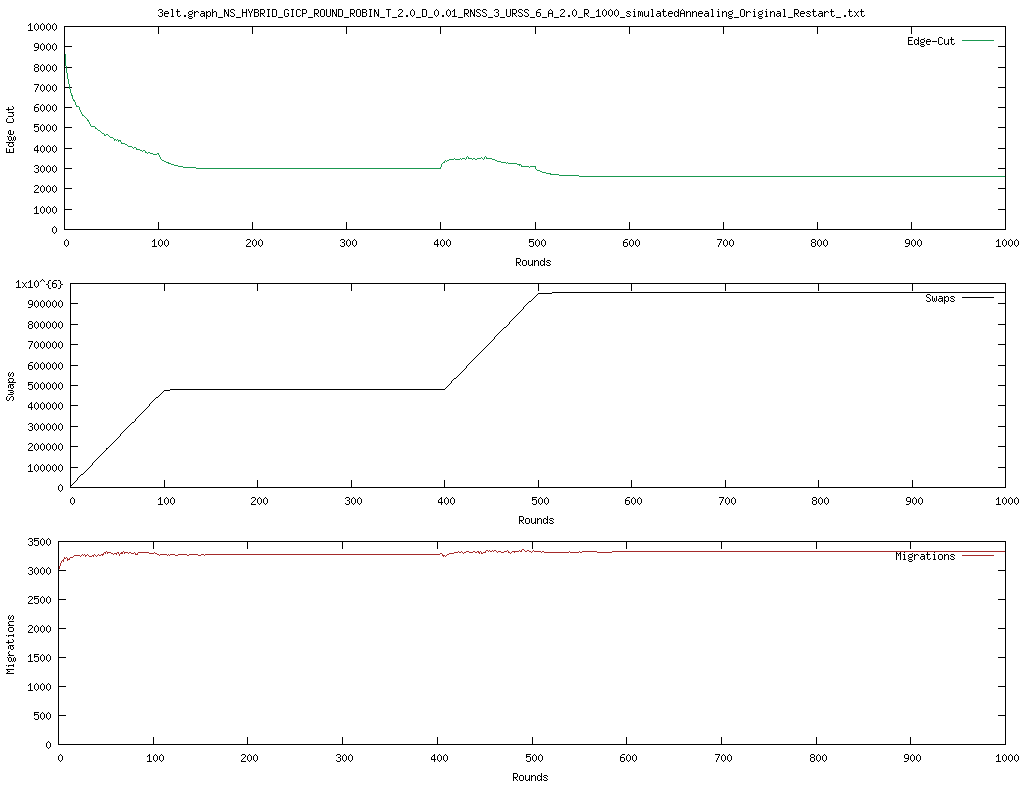 3elt.graph_NS_HYBRID_GICP_ROUND_ROBIN_T_2.0_D_0.01_RNSS_3_URSS_6_A_2.0_R_1000_simulatedAnnealing_Original_Restart_.txt
10000
Edge-Cut
9000
8000
7000
6000
5000
4000
3000
2000
1000
0
Edge Cut
0 100 200 300 400 500 600 700 800 900 1000
Rounds
1x10^{6}
Swaps
900000
800000
700000
600000
500000
400000
300000
200000
100000
0
Swaps
0 100 200 300 400 500 600 700 800 900 1000
Rounds
3500
Migrations
3000
2500
2000
1500
1000
500
0
Migrations
0 100 200 300 400 500 600 700 800 900 1000
Rounds